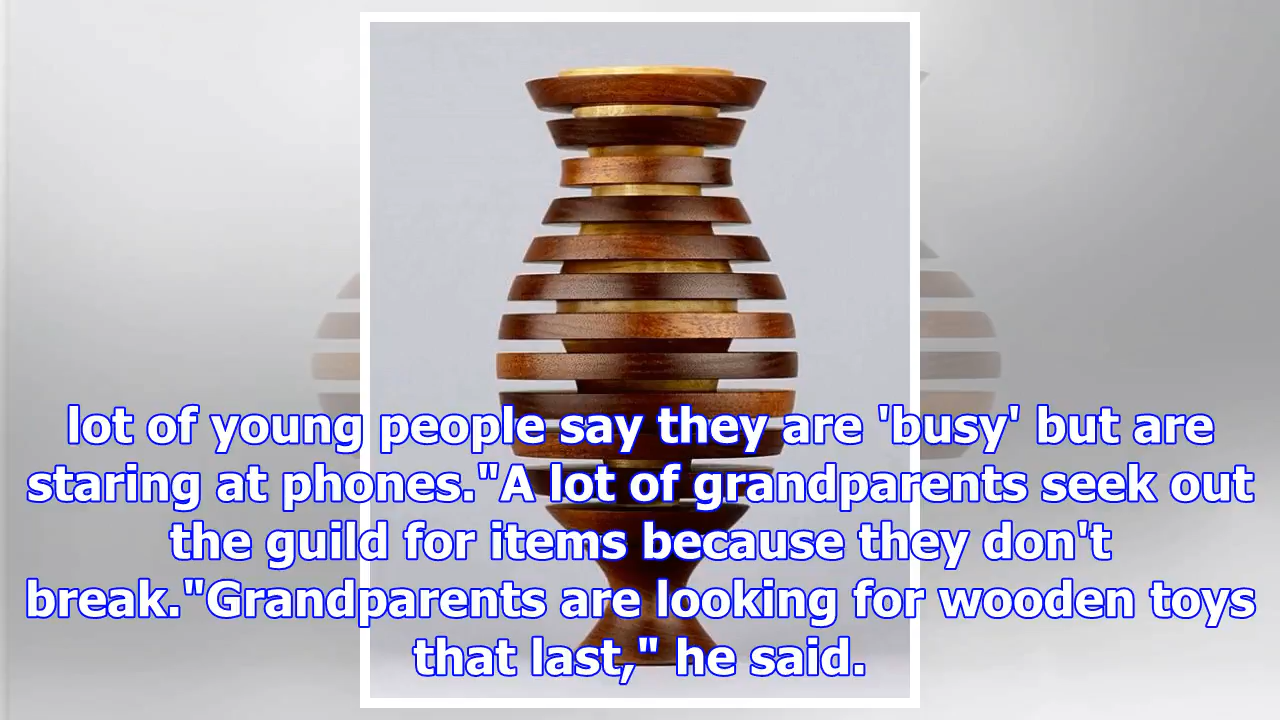 lot of young people say they are 'busy' but are
staring at phones."A lot of grandparents seek out
the guild for items because they don't
break."Grandparents are looking for wooden toys
that last," he said.